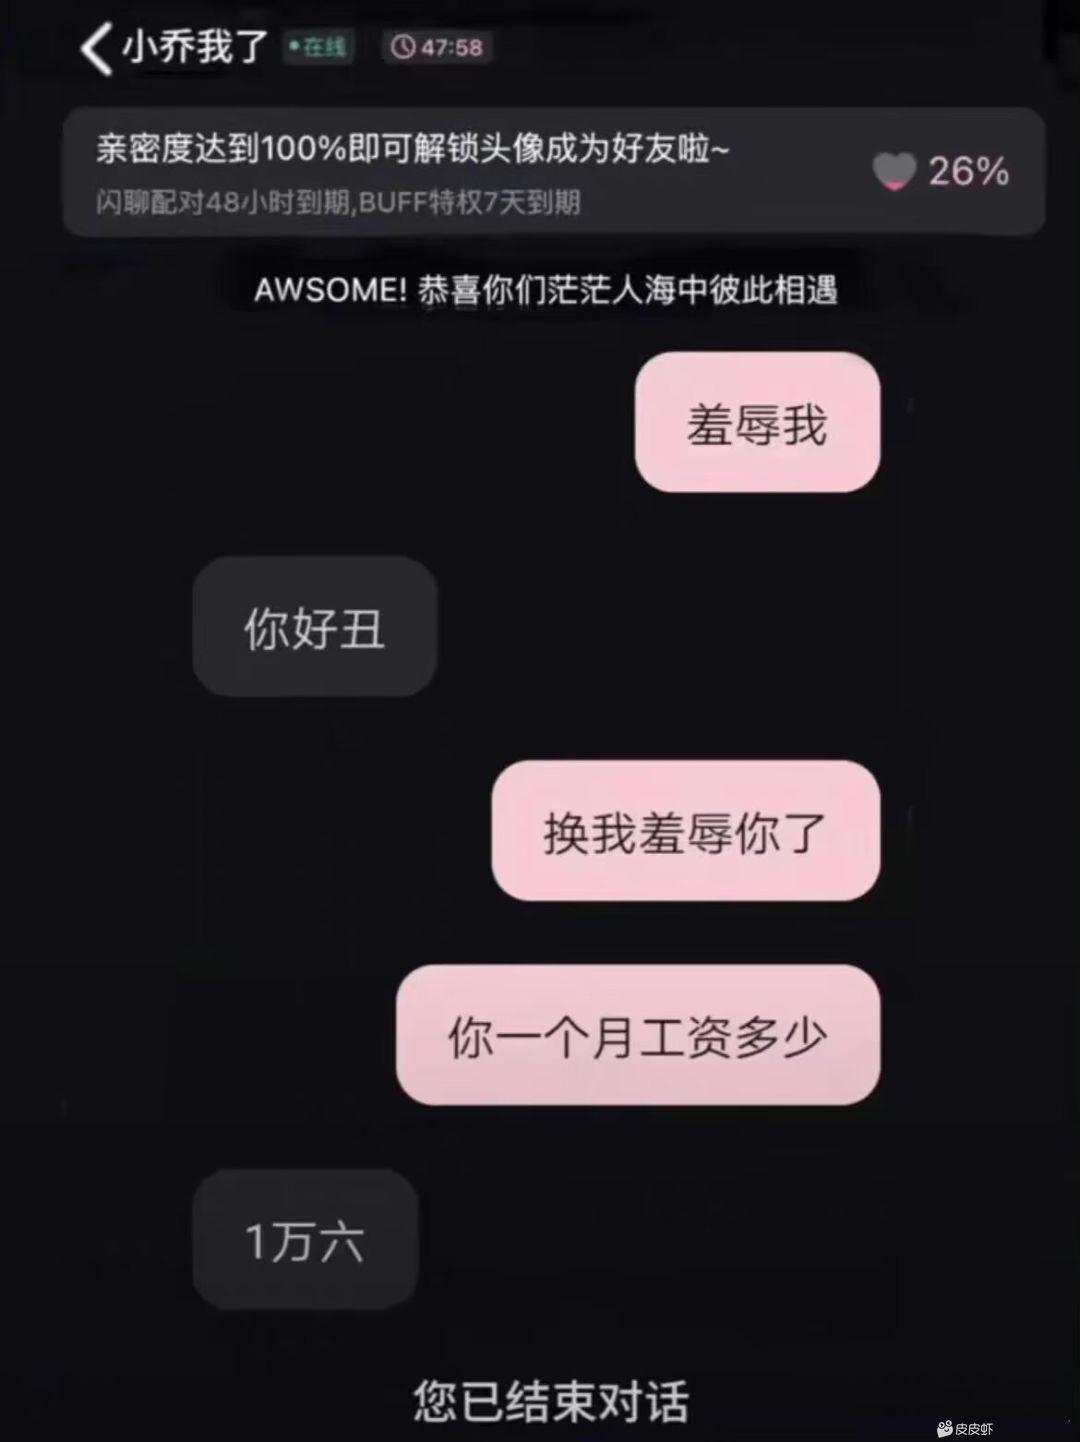 小乔我了 •在线 47:58
亲密度达到100%即可解锁头像成为好友啦~
26%
闪聊配对48小时到期,BUFF特权7天到期
AWSOME! 恭喜你们茫茫人海中彼此相遇
羞辱我
你好丑
换我羞辱你了
你一个月工资多少
1万六
您已结束对话
皮皮虾